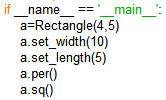 if __name__ == '__main__':
    a=Rectangle(4,5)
    a.set_width(10)
    a.set_length(5)
    a.per()
    a.sq()